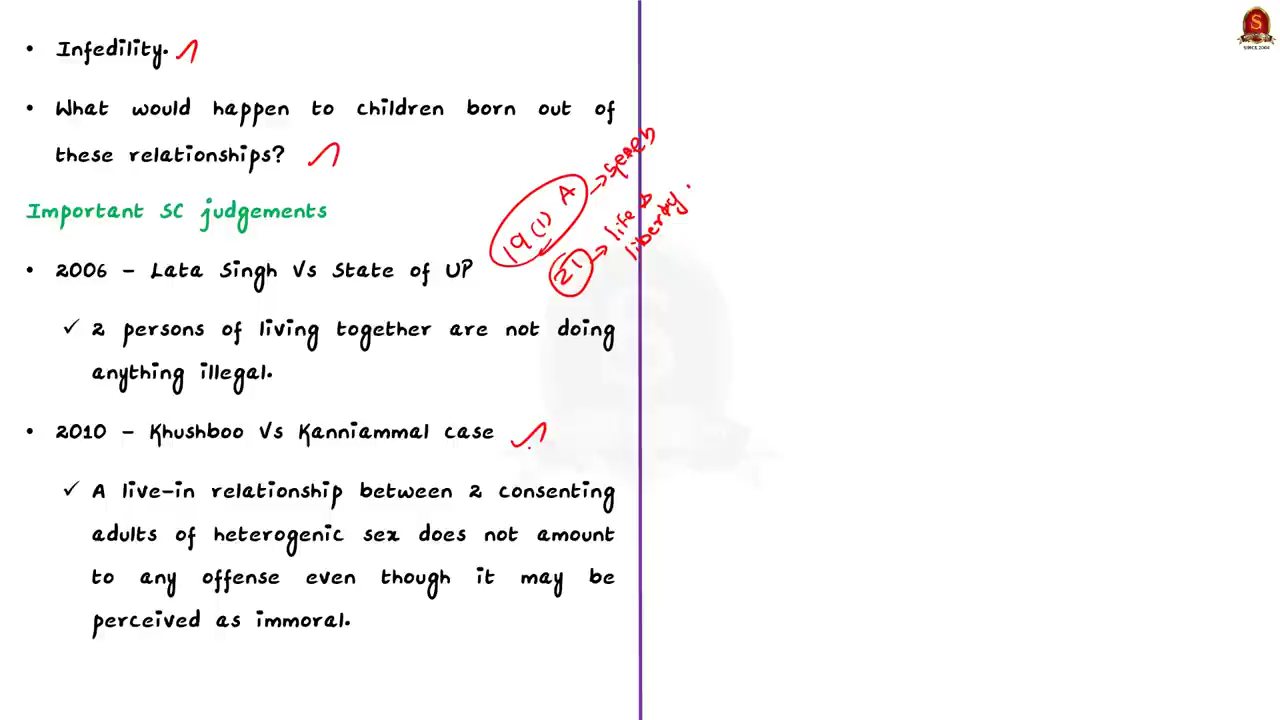 • Infedility.
• What would happen to children born out of
these relationships?
Important SC judgements
19(1) A → speech
21 → life & liberty.
• 2006 - Lata Singh Vs State of UP
✓ 2 persons of living together are not doing
anything illegal.
• 2010 - Khushboo Vs Kanniammal case
✓ A live-in relationship between 2 consenting
adults of heterogenic sex does not amount
to any offense even though it may be
perceived as immoral.
S
SINCE 2004